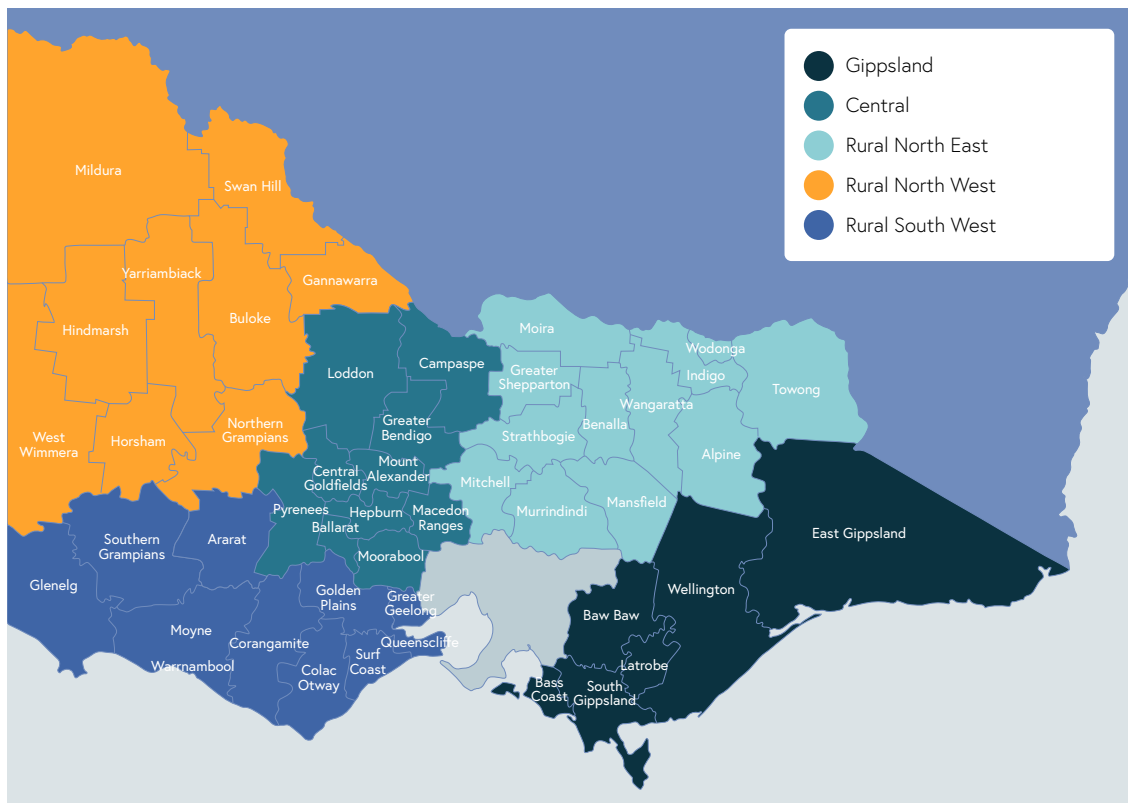 Gippsland
Central
Rural North East
Rural North West
Rural South West
Mildura
Swan Hill
Yarriambiack
Gannawarra
Hindmarsh
Buloke
West
Wimmera
Horsham
Northern
Grampians
Loddon
Campaspe
Greater
Bendigo
Mount
Alexander
Central
Goldfields
Pyrenees
Hepburn
Ballarat
Macedon
Ranges
Moorabool
Moira
Greater
Shepparton
Wodonga
Indigo
Towong
Wangaratta
Benalla
Strathbogie
Alpine
Mitchell
Murrindindi
Mansfield
Southern
Grampians
Ararat
Glenelg
Golden
Plains
Greater
Geelong
Moyne
Corangamite
Queenscliffe
Warrnambool
Surf
Coast
Colac
Otway
East Gippsland
Wellington
Baw Baw
Latrobe
Bass
Coast
South
Gippsland